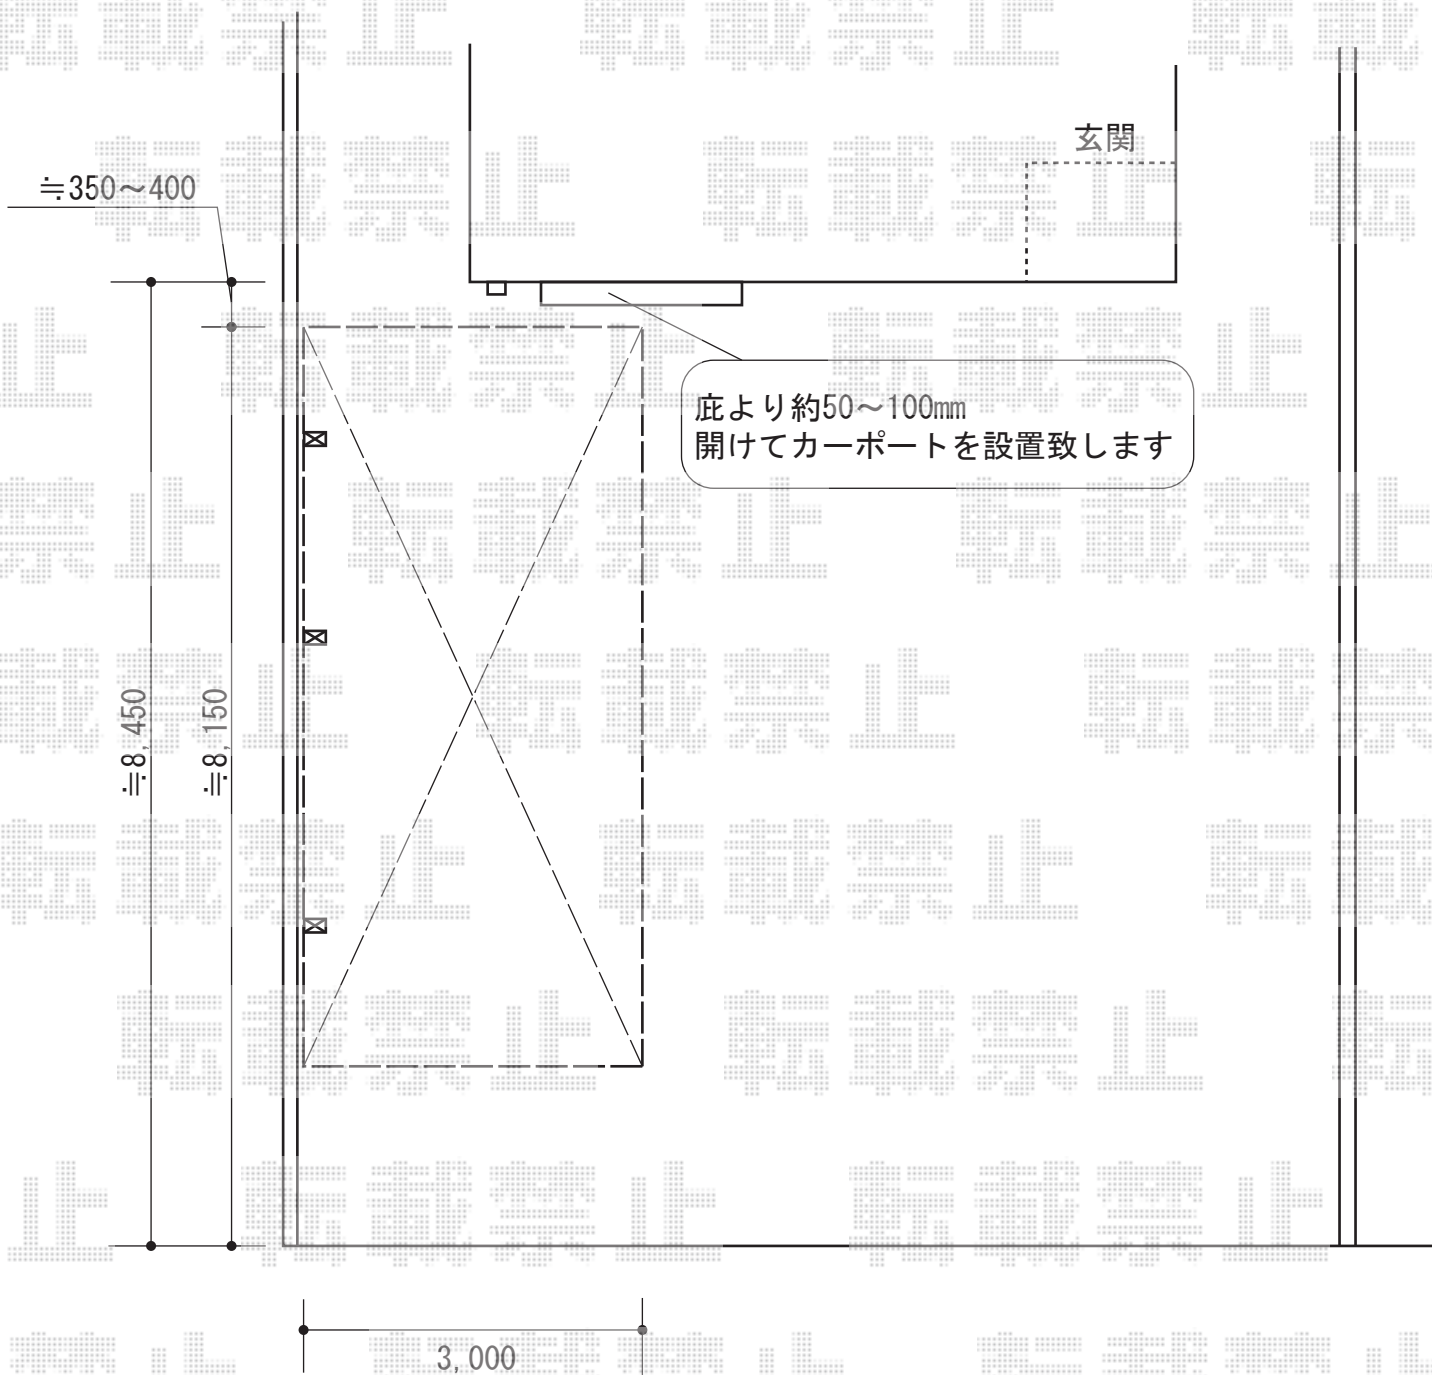 転載禁止
玄関
≒350～400
庇より約50～100mm
開けてカーポートを設置致します
≒8,450
≒8,150
3,000